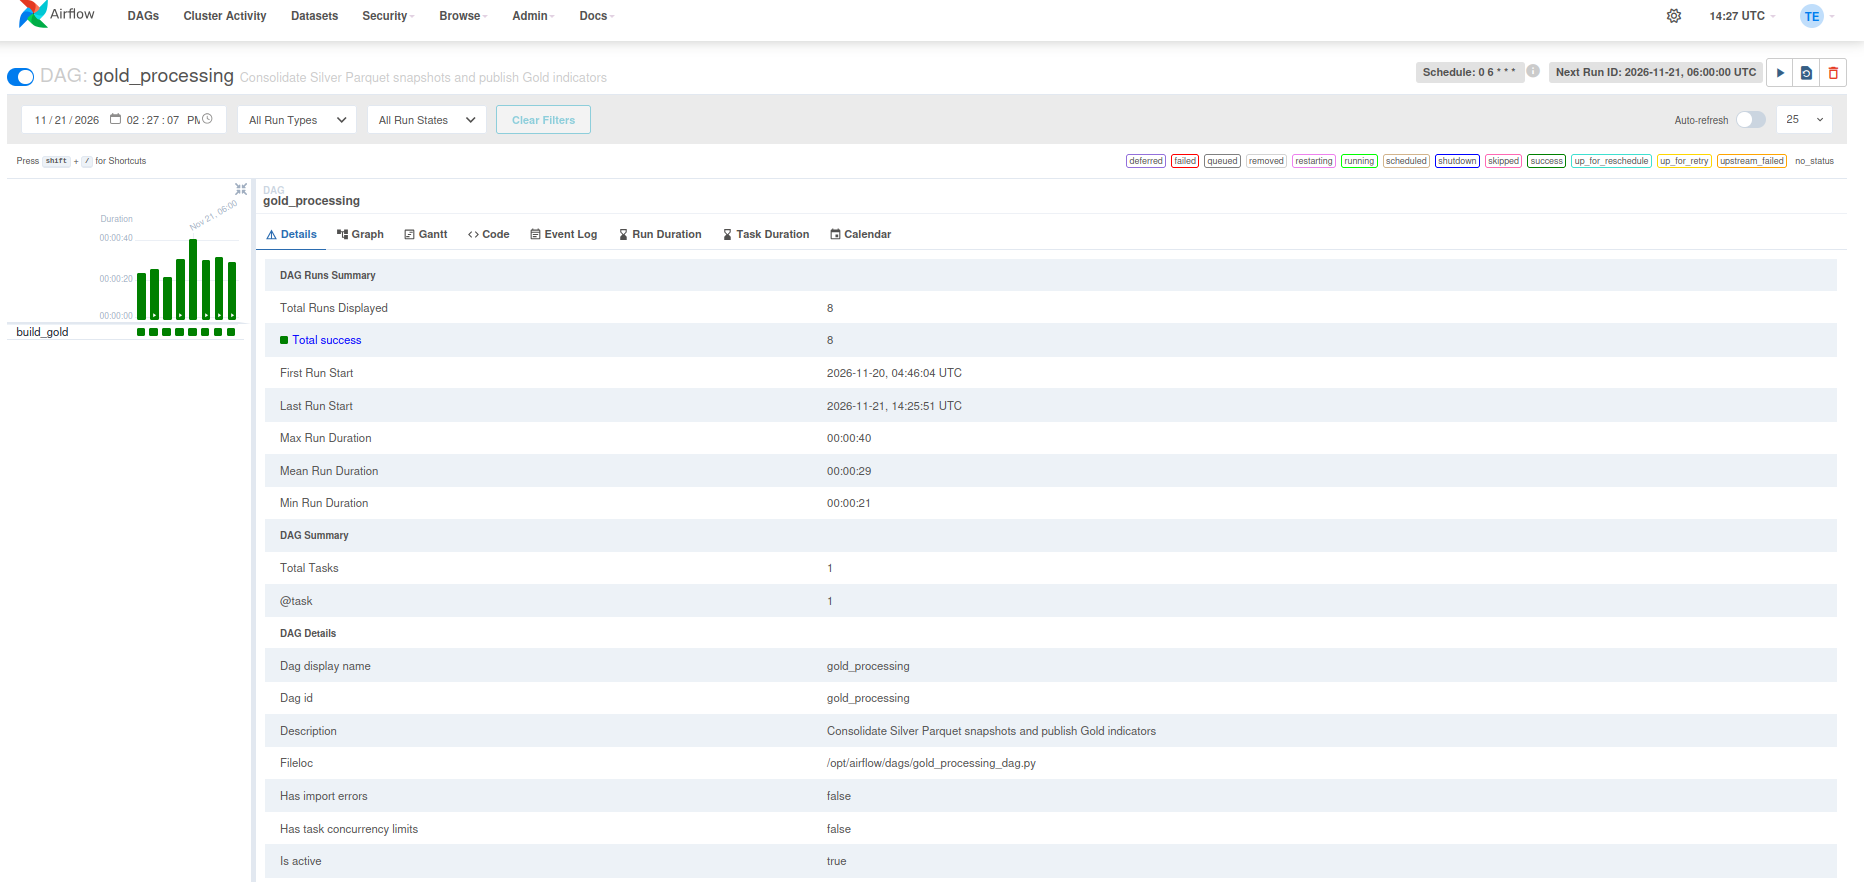 Airflow DAGs Cluster Activity Datasets Security Browse Admin Docs 14:27 UTC TE
DAG: gold_processing Consolidate Silver Parquet snapshots and publish Gold indicators Schedule: 0 6 * * * Next Run ID: 2026-11-21, 06:00:00 UTC
11/21/2026 02:27:07 PM All Run Types All Run States Clear Filters Auto-refresh 25
Press shift + / for Shortcuts deferred failed queued removed restarting running scheduled shutdown skipped success up_for_reschedule up_for_retry upstream_failed no_status
Nov 21, 06:00
Duration
00:00:40
00:00:20
00:00:00
build_gold
DAG
gold_processing
Details Graph Gantt Code Event Log Run Duration Task Duration Calendar
DAG Runs Summary
Total Runs Displayed 8
Total success 8
First Run Start 2026-11-20, 04:46:04 UTC
Last Run Start 2026-11-21, 14:25:51 UTC
Max Run Duration 00:00:40
Mean Run Duration 00:00:29
Min Run Duration 00:00:21
DAG Summary
Total Tasks 1
@task 1
DAG Details
Dag display name gold_processing
Dag id gold_processing
Description Consolidate Silver Parquet snapshots and publish Gold indicators
Fileloc /opt/airflow/dags/gold_processing_dag.py
Has import errors false
Has task concurrency limits false
Is active true